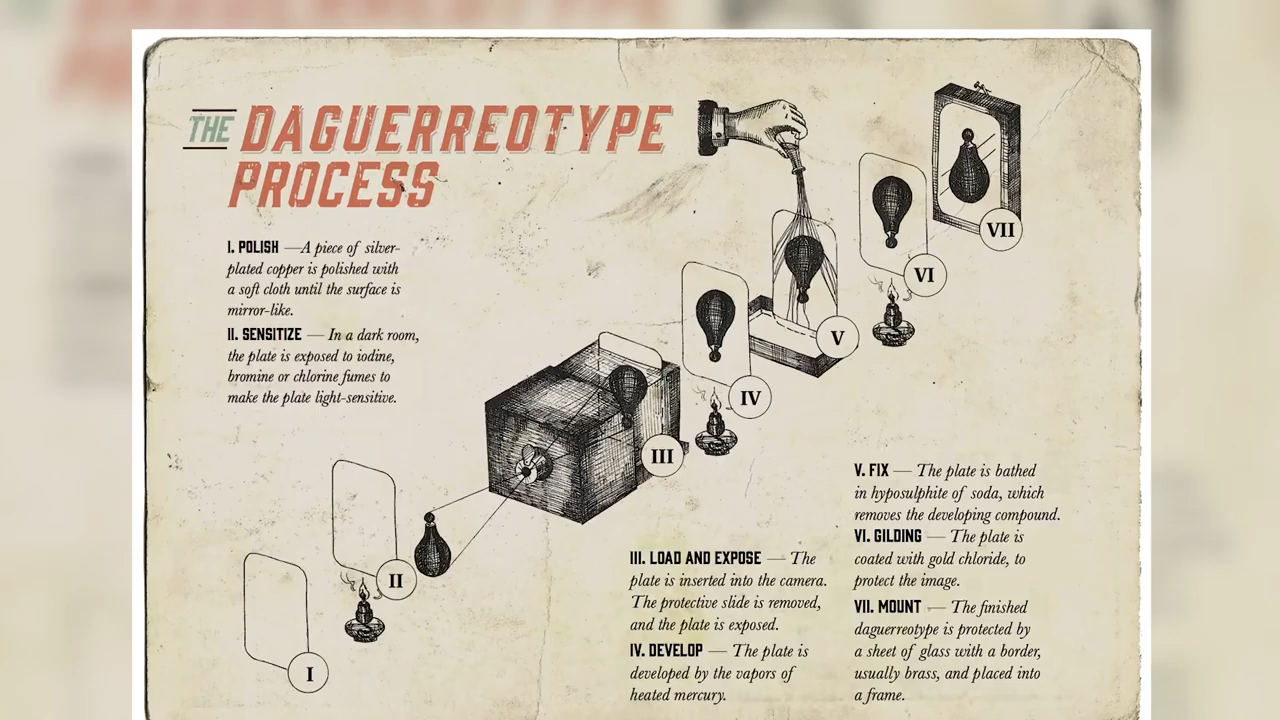 THE DAGUERREOTYPE
PROCESS
I. POLISH — A piece of silver-
plated copper is polished with
a soft cloth until the surface is
mirror-like.
II. SENSITIZE — In a dark room,
the plate is exposed to iodine,
bromine or chlorine fumes to
make the plate light-sensitive.
I
II
III
IV
V
VI
VII
III. LOAD AND EXPOSE — The
plate is inserted into the camera.
The protective slide is removed,
and the plate is exposed.
IV. DEVELOP — The plate is
developed by the vapors of
heated mercury.
V. FIX — The plate is bathed
in hyposulphite of soda, which
removes the developing compound.
VI. GILDING — The plate is
coated with gold chloride, to
protect the image.
VII. MOUNT — The finished
daguerreotype is protected by
a sheet of glass with a border,
usually brass, and placed into
a frame.